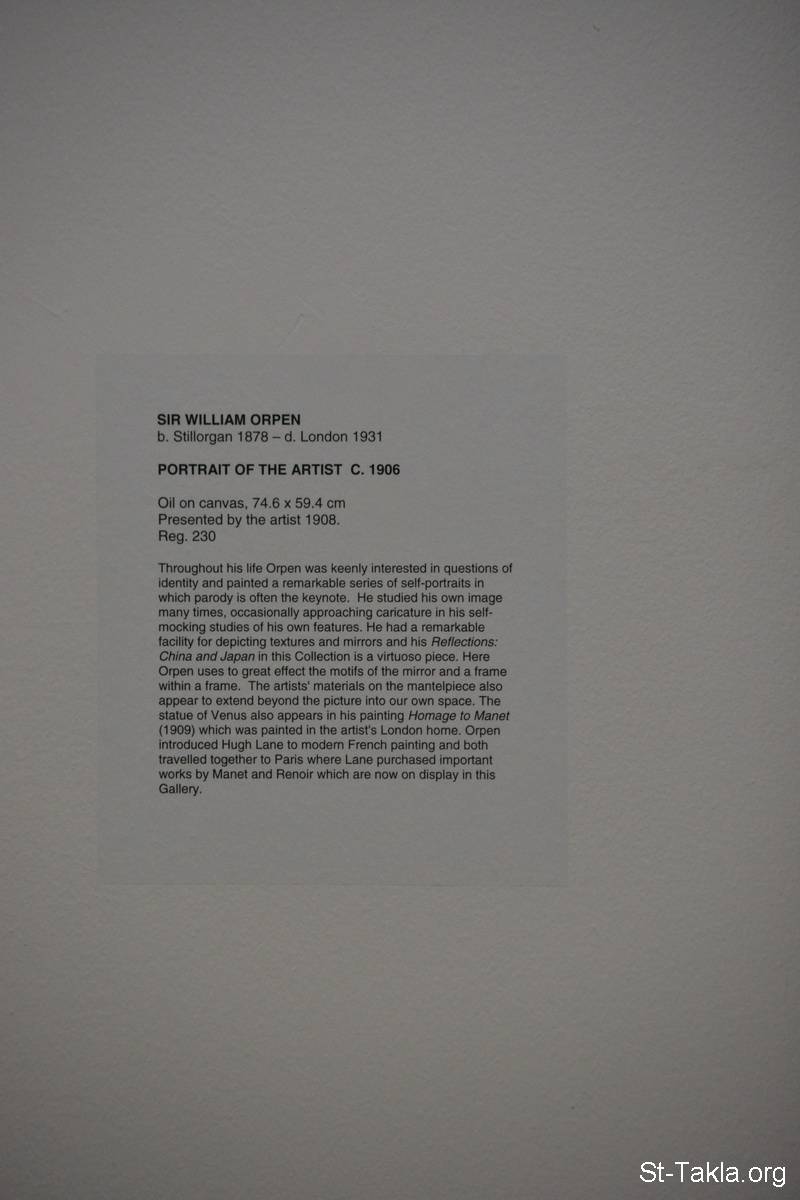 SIR WILLIAM ORPEN
b. Stillorgan 1878 – d. London 1931
PORTRAIT OF THE ARTIST  C. 1906
Oil on canvas, 74.6 x 59.4 cm
Presented by the artist 1908.
Reg. 230
Throughout his life Orpen was keenly interested in questions of
identity and painted a remarkable series of self-portraits in
which parody is often the keynote.  He studied his own image
many times, occasionally approaching caricature in his self-
mocking studies of his own features. He had a remarkable
facility for depicting textures and mirrors and his Reflections:
China and Japan in this Collection is a virtuoso piece. Here
Orpen uses to great effect the motifs of the mirror and a frame
within a frame.  The artists' materials on the mantelpiece also
appear to extend beyond the picture into our own space. The
statue of Venus also appears in his painting Homage to Manet
(1909) which was painted in the artist's London home. Orpen
introduced Hugh Lane to modern French painting and both
travelled together to Paris where Lane purchased important
works by Manet and Renoir which are now on display in this
Gallery.
St-Takla.org